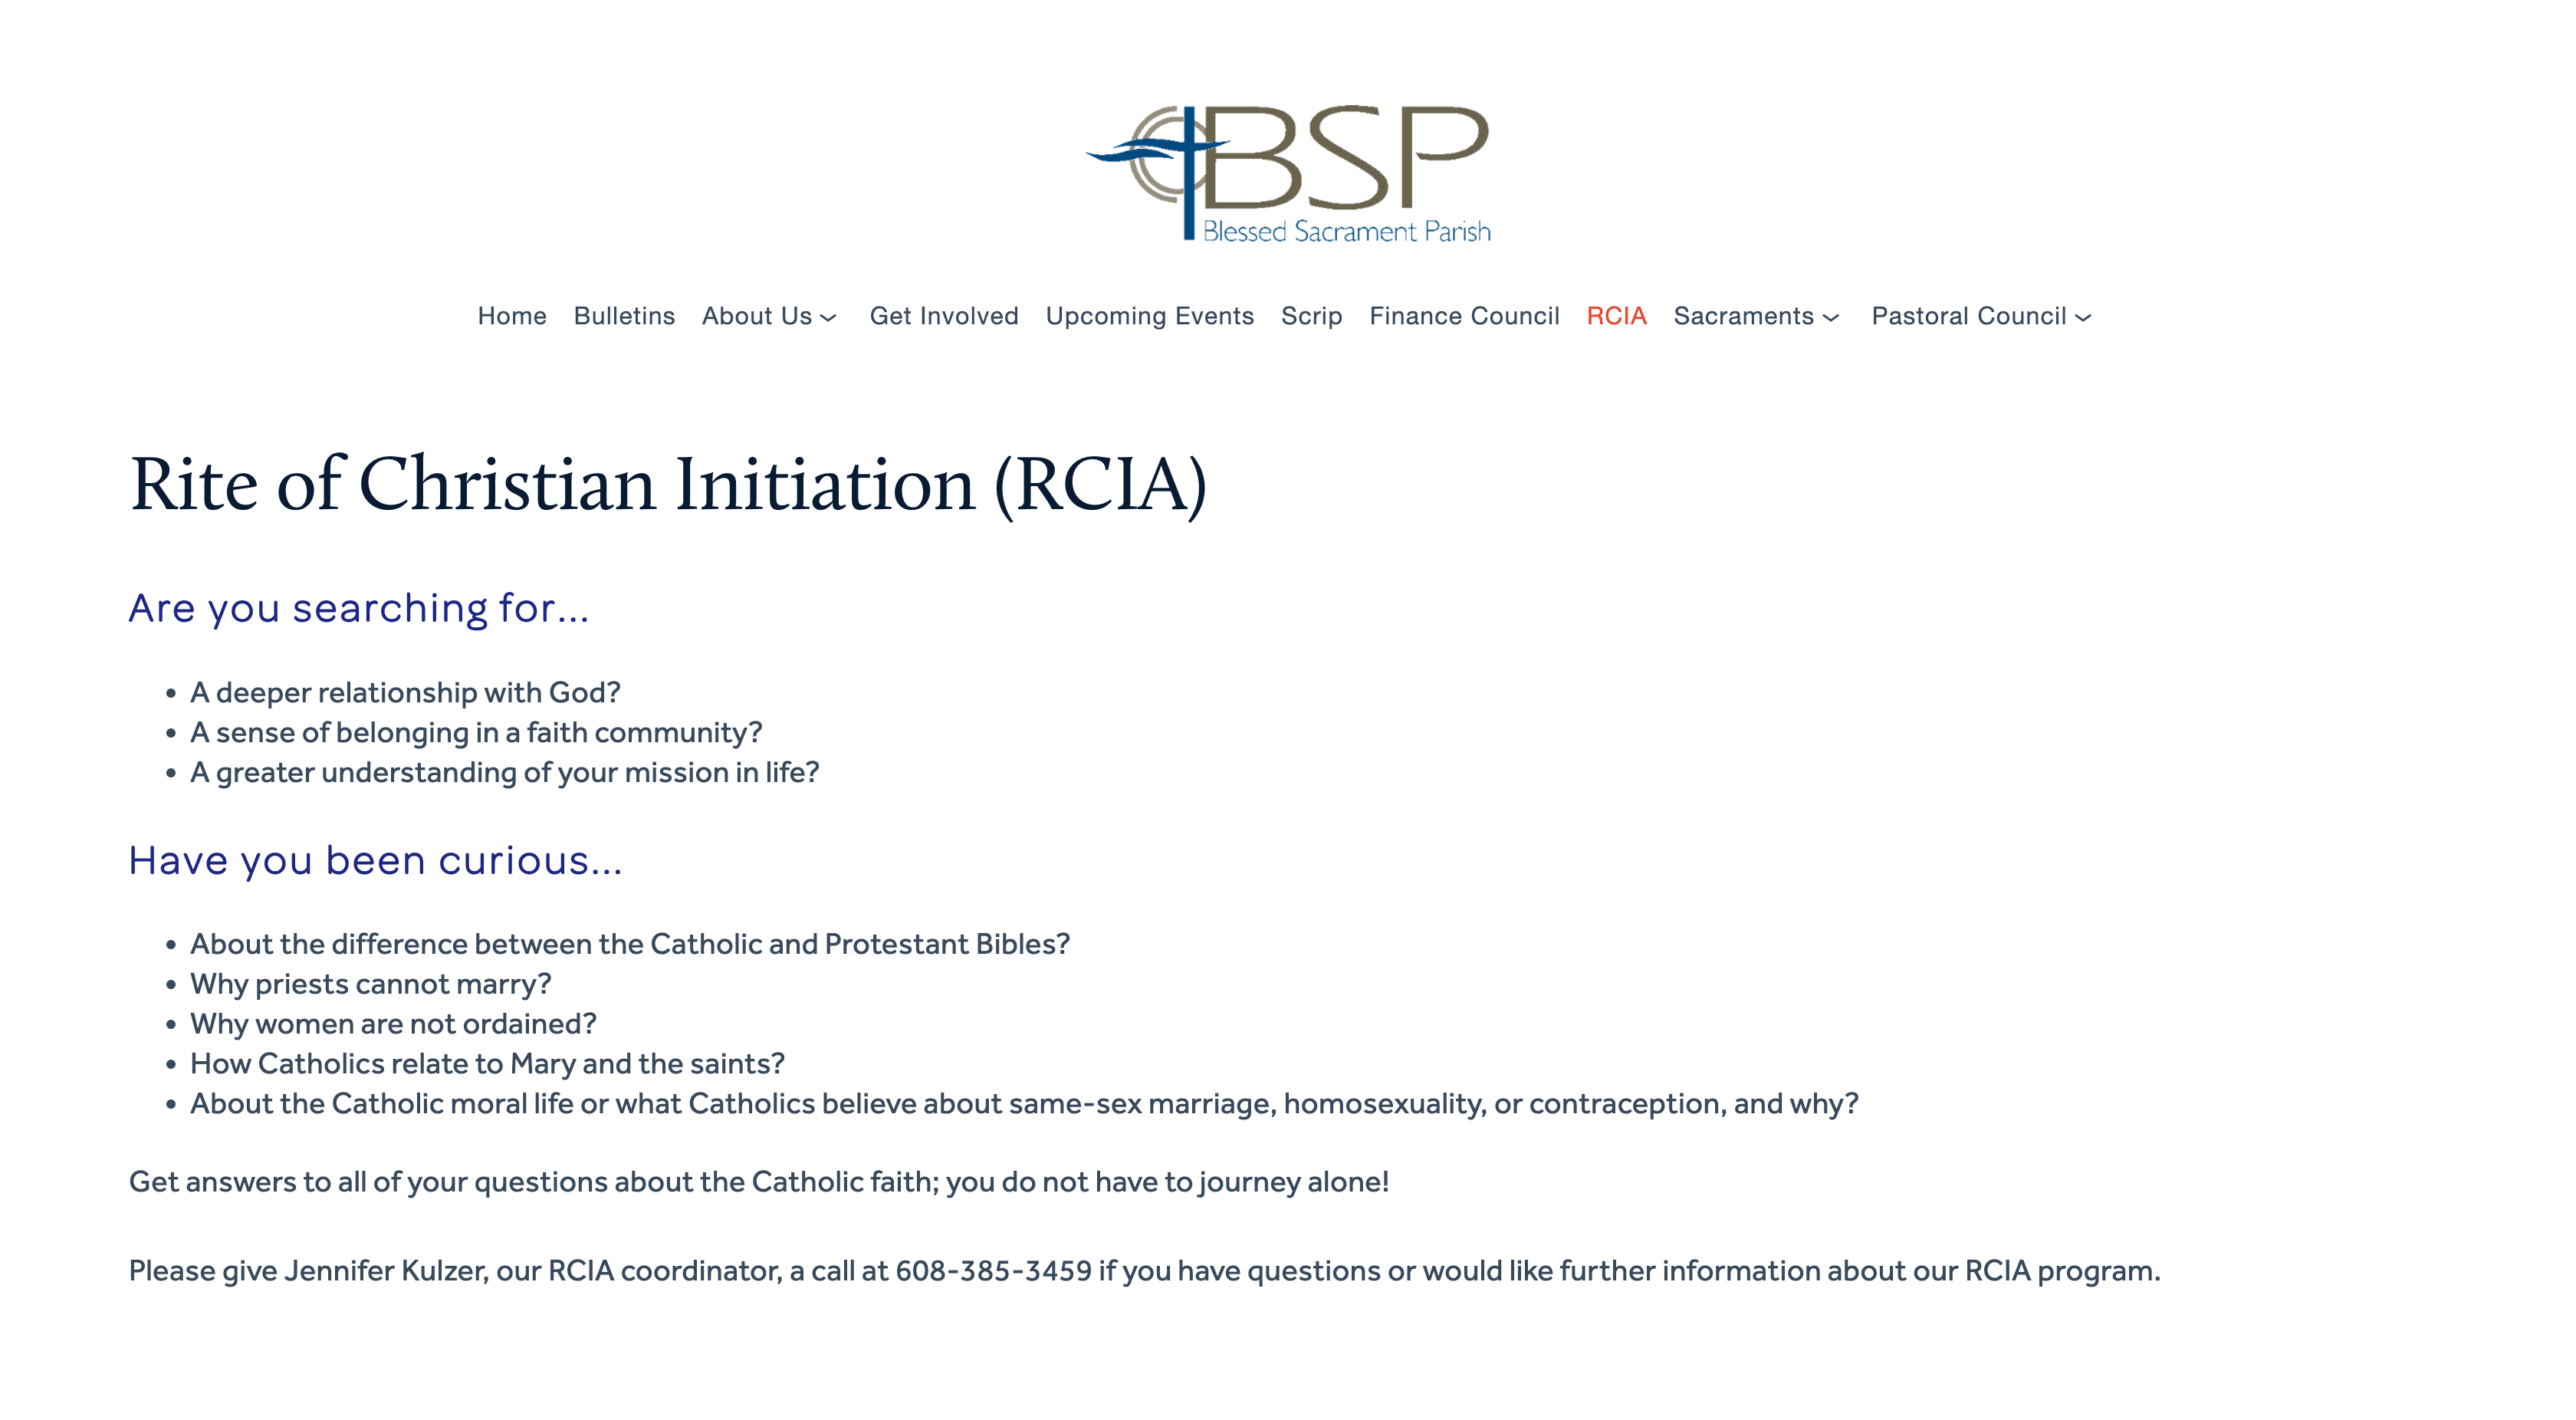 BSP
Blessed Sacrament Parish
Home Bulletins About Us Get Involved Upcoming Events Scrip Finance Council RCIA Sacraments Pastoral Council
Rite of Christian Initiation (RCIA)
Are you searching for...
• A deeper relationship with God?
• A sense of belonging in a faith community?
• A greater understanding of your mission in life?
Have you been curious...
• About the difference between the Catholic and Protestant Bibles?
• Why priests cannot marry?
• Why women are not ordained?
• How Catholics relate to Mary and the saints?
• About the Catholic moral life or what Catholics believe about same-sex marriage, homosexuality, or contraception, and why?
Get answers to all of your questions about the Catholic faith; you do not have to journey alone!
Please give Jennifer Kulzer, our RCIA coordinator, a call at 608-385-3459 if you have questions or would like further information about our RCIA program.